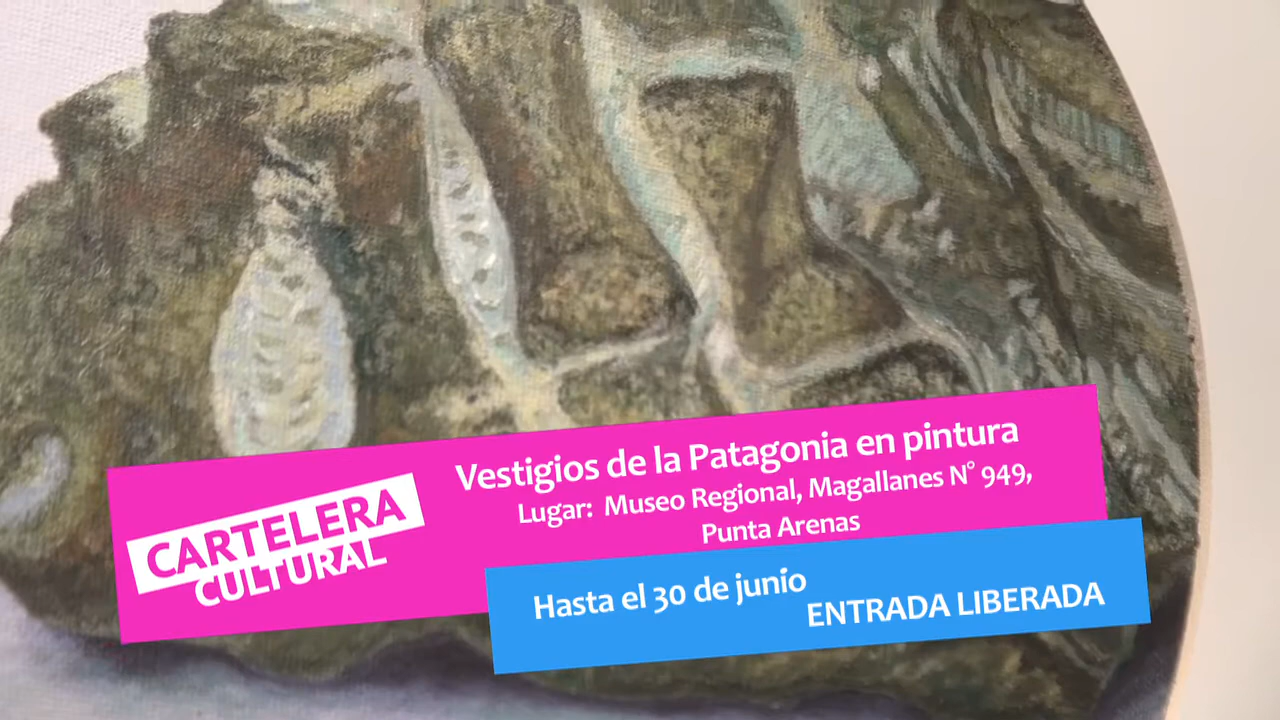 CARTELERA
CULTURAL
Vestigios de la Patagonia en pintura
Lugar: Museo Regional, Magallanes N° 949,
Punta Arenas
Hasta el 30 de junio
ENTRADA LIBERADA